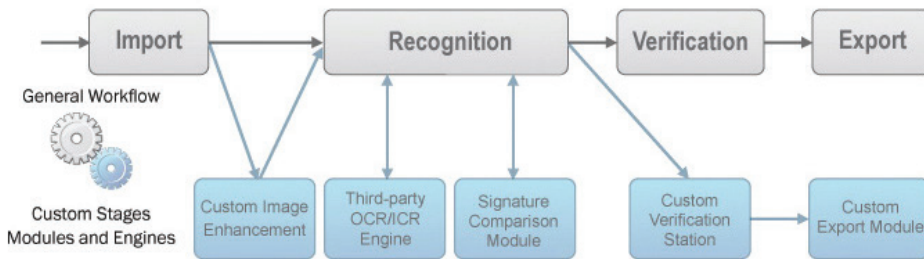 Import
Recognition
Verification
Export
General Workflow
Custom Stages
Modules and Engines
Custom Image
Enhancement
Third-party
OCR/ICR
Engine
Signature
Comparison
Module
Custom
Verification
Station
Custom
Export Module